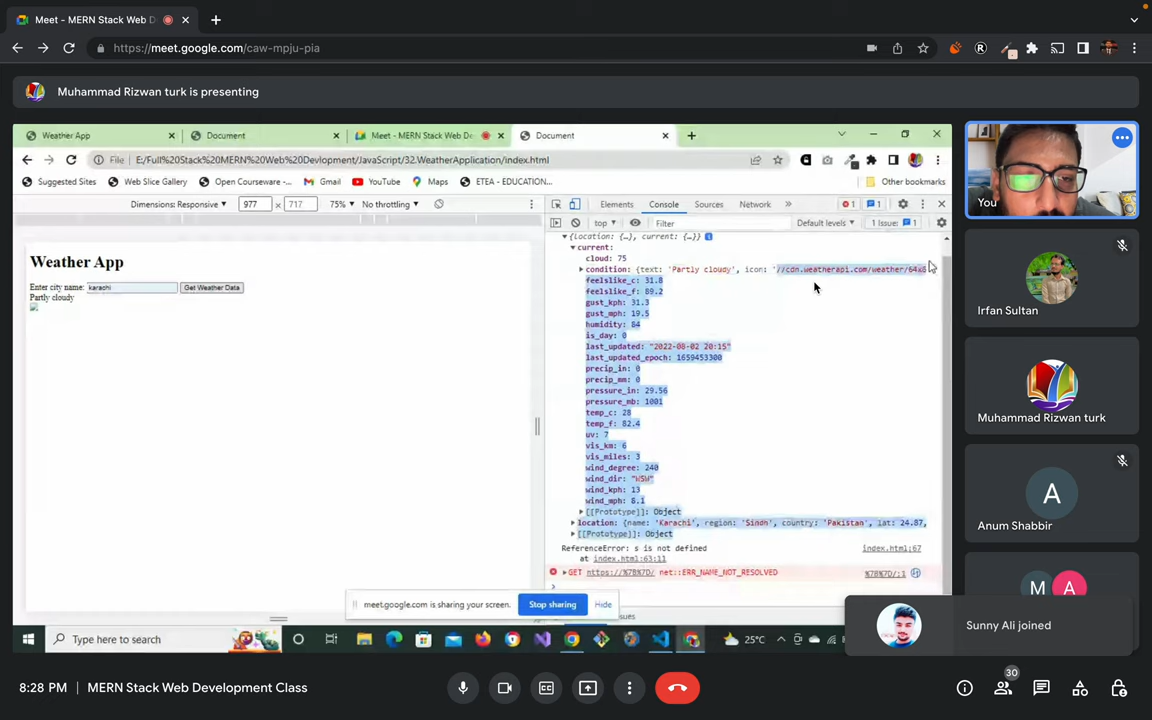 Meet - MERN Stack Web D
https://meet.google.com/caw-mpju-pia
Muhammad Rizwan turk is presenting
Weather App
Document
Meet - MERN Stack Web De
Document
File
E:/Full%20Stack%20MERN%20Web%20Devlopment/JavaScript/32.WeatherApplication/index.html
Suggested Sites
Web Slice Gallery
Open Courseware -...
Gmail
YouTube
Maps
ETEA - EDUCATION...
Other bookmarks
Dimensions: Responsive
977
x
717
75%
No throttling
Elements
Console
Sources
Network
»
1
1
top
Filter
Default levels
1 Issue:
1
Weather App
Enter city name:
karachi
Get Weather Data
Partly cloudy
{location: {…}, current: {…}}
current:
cloud: 75
condition: {text: 'Partly cloudy', icon: '//cdn.weatherapi.com/weather/64x6
feelslike_c: 31.8
feelslike_f: 89.2
gust_kph: 31.3
gust_mph: 19.5
humidity: 84
is_day: 0
last_updated: "2022-08-02 20:15"
last_updated_epoch: 1659453300
precip_in: 0
precip_mm: 0
pressure_in: 29.56
pressure_mb: 1001
temp_c: 28
temp_f: 82.4
uv: 7
vis_km: 6
vis_miles: 3
wind_degree: 240
wind_dir: "WSW"
wind_kph: 13
wind_mph: 8.1
[[Prototype]]: Object
location: {name: 'Karachi', region: 'Sindh', country: 'Pakistan', lat: 24.87,
[[Prototype]]: Object
ReferenceError: s is not defined
index.html:67
at index.html:63:11
GET https://%7B%7D/ net::ERR_NAME_NOT_RESOLVED
%7B%7D/:1
meet.google.com is sharing your screen.
Stop sharing
Hide
Type here to search
25°C
You
Irfan Sultan
Muhammad Rizwan turk
A
Anum Shabbir
M
A
Sunny Ali joined
8:28 PM
MERN Stack Web Development Class
30